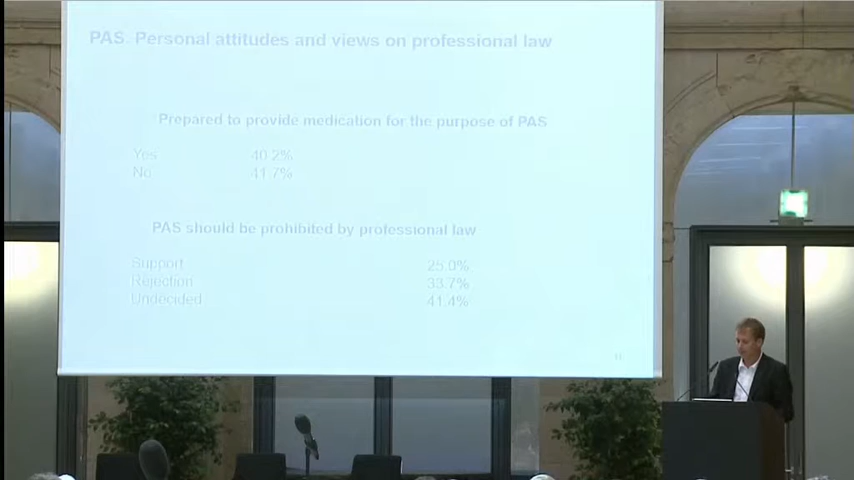 PAS: Personal attitudes and views on professional law
Prepared to provide medication for the purpose of PAS
Yes 40.2%
No 41.7%
PAS should be prohibited by professional law
Support 25.0%
Rejection 33.7%
Undecided 41.4%